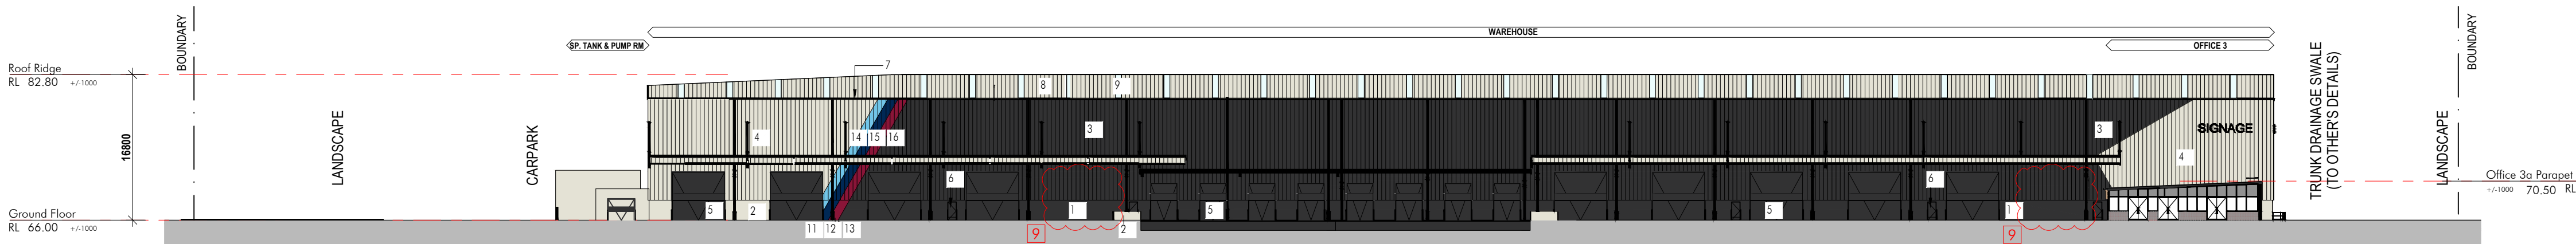 BOUNDARY
WAREHOUSE
BOUNDARY
SP. TANK & PUMP RM
OFFICE 3
Roof Ridge
RL 82.80 +/-1000
7
8
9
16800
LANDSCAPE
CARPARK
4
14 15 16
3
3
SIGNAGE
4
TRUNK DRAINAGE SWALE
(TO OTHER'S DETAILS)
LANDSCAPE
6
6
Office 3a Parapet
+/-1000 70.50 RL
5
2
1
5
5
1
Ground Floor
RL 66.00 +/-1000
11 12 13
9
2
9